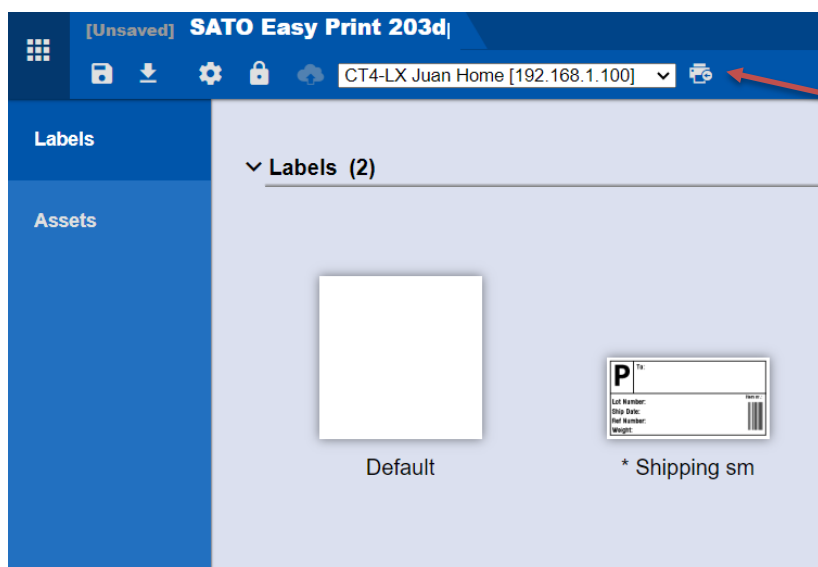 [Unsaved] SATO Easy Print 203d
CT4-LX Juan Home [192.168.1.100]
Labels
Assets
Labels (2)
P
To:
Lot Number:
Ship Date:
Ref Number:
Weight:
Default
* Shipping sm